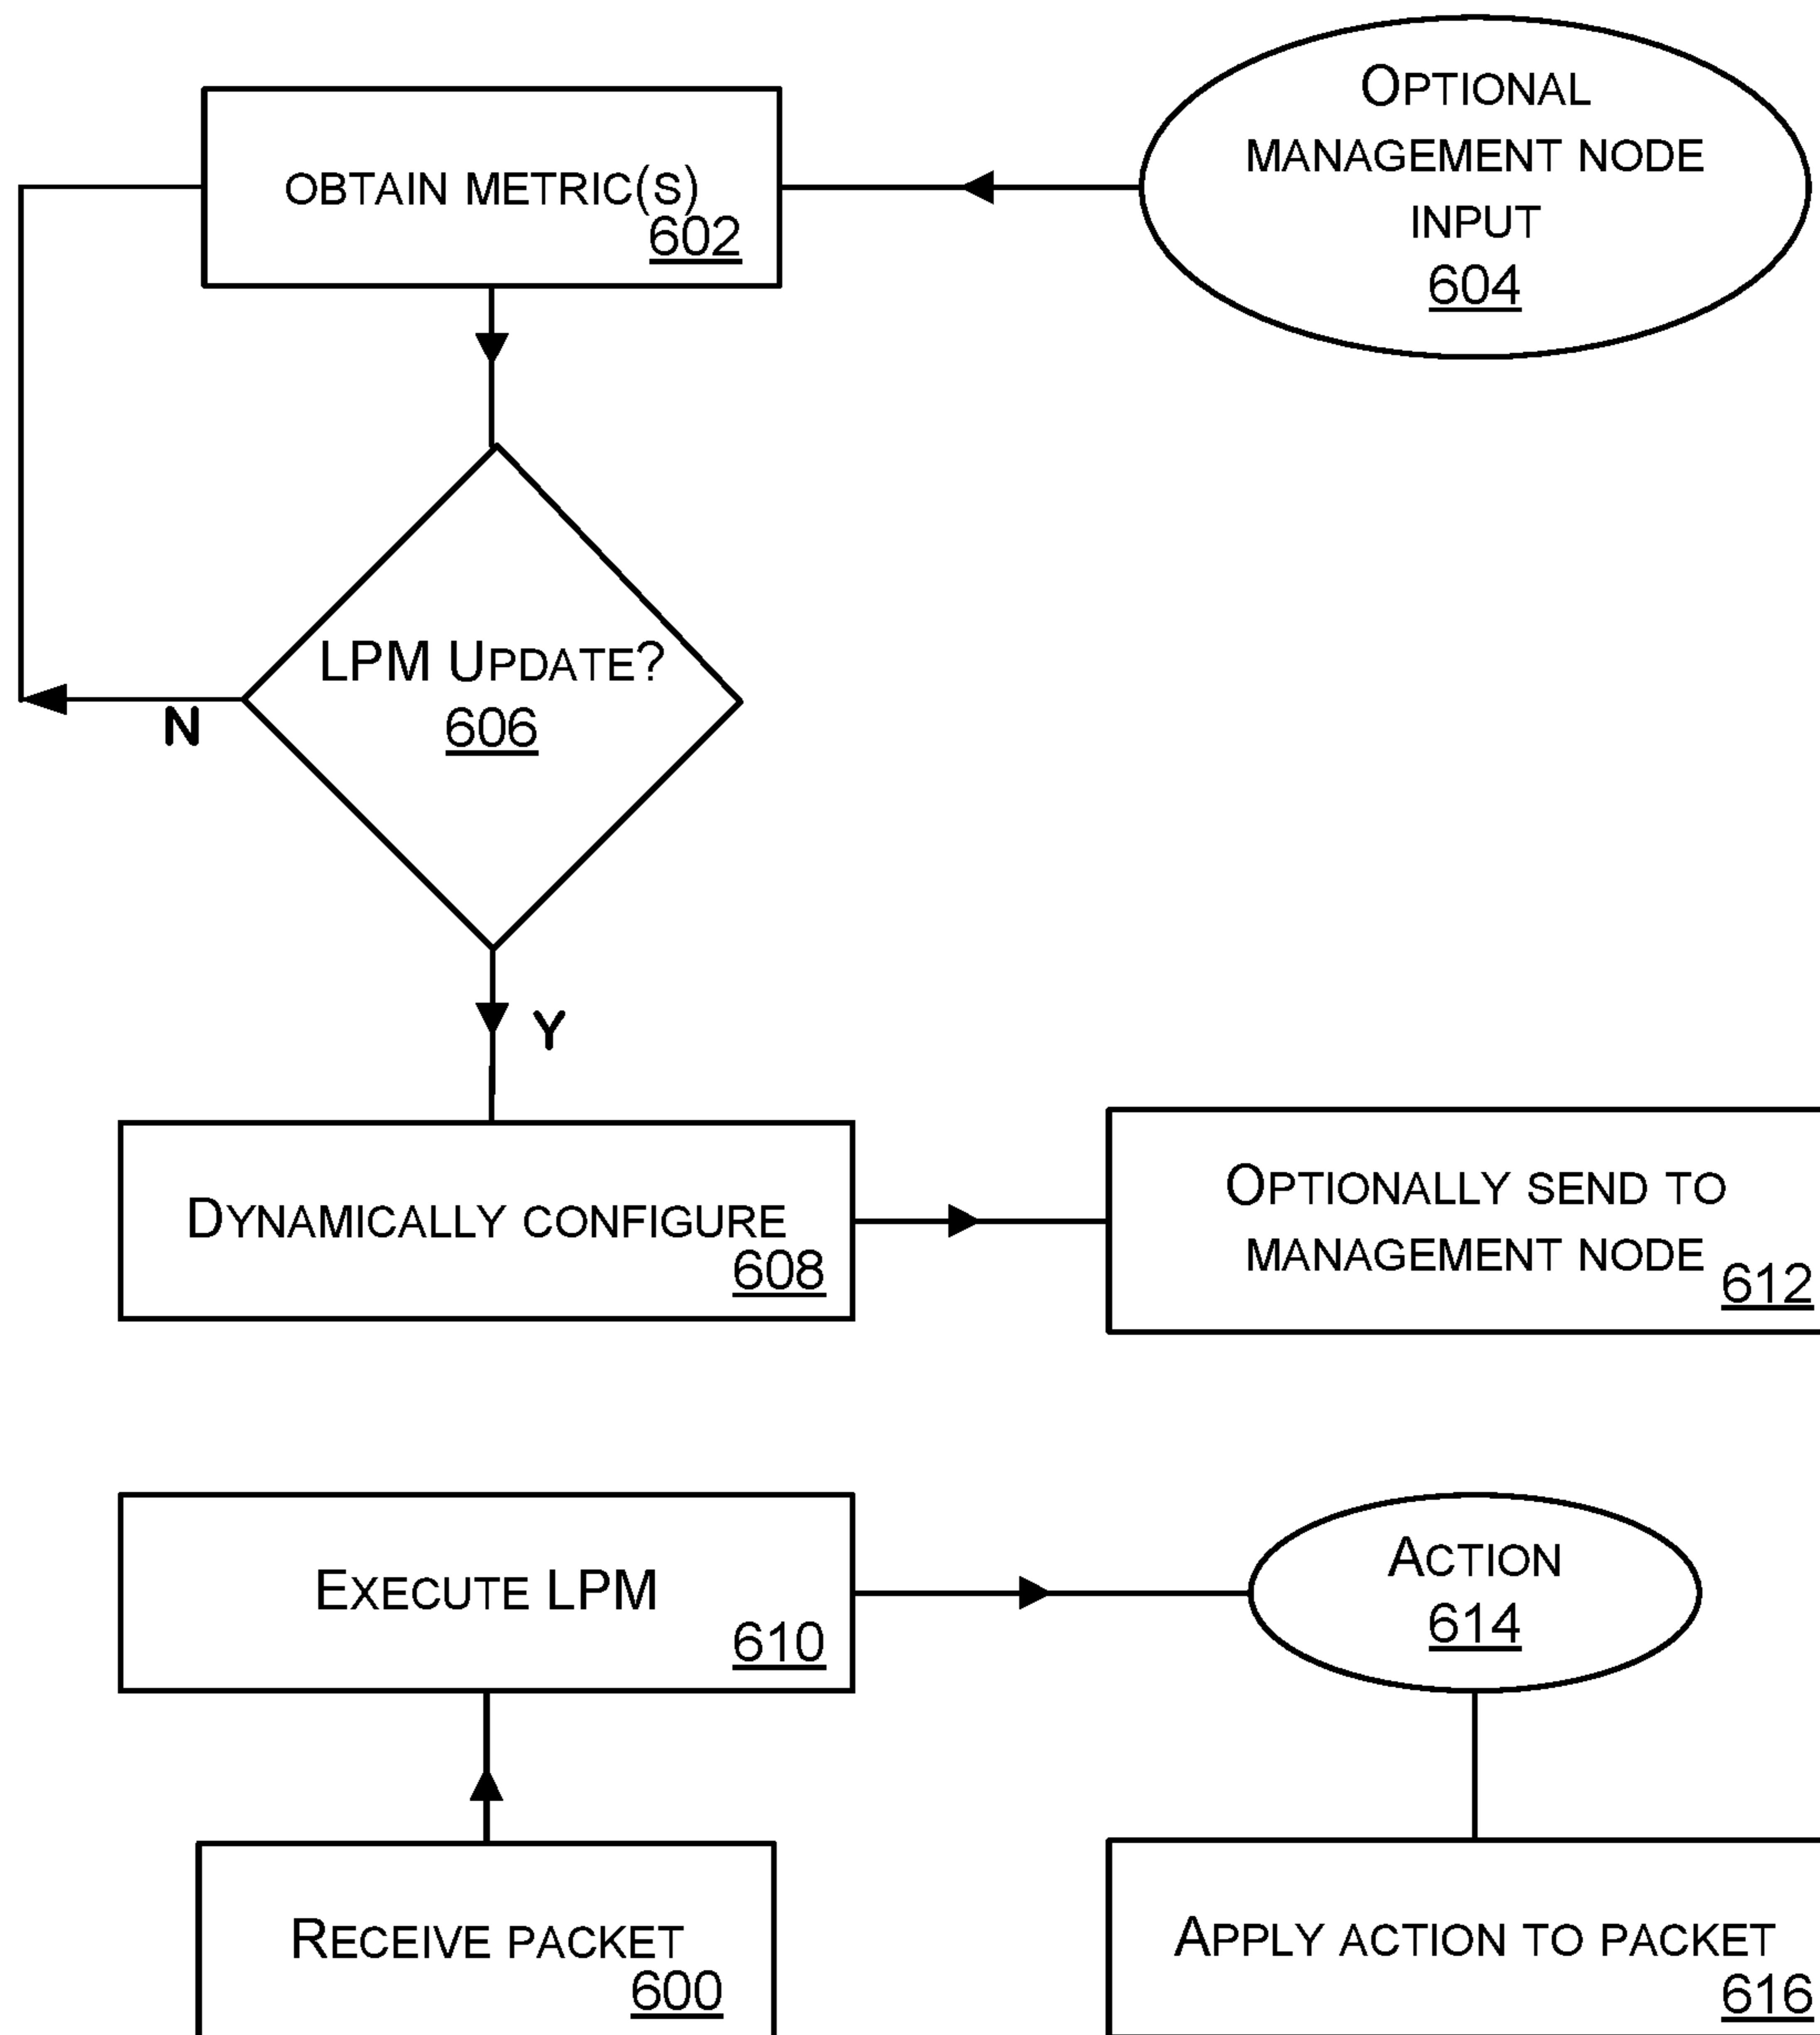 OBTAIN METRIC(S)
602
OPTIONAL
MANAGEMENT NODE
INPUT
604
LPM UPDATE?
606
N
Y
DYNAMICALLY CONFIGURE
608
OPTIONALLY SEND TO
MANAGEMENT NODE
612
EXECUTE LPM
610
ACTION
614
RECEIVE PACKET
600
APPLY ACTION TO PACKET
616